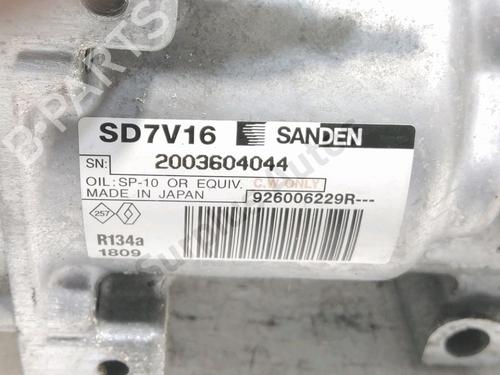 B-PARTS
SD7V16 SANDEN
SN: 2003604044
OIL: SP-10 OR EQUIV. C.W ONLY
MADE IN JAPAN 926006229R---
257
R134a
1809